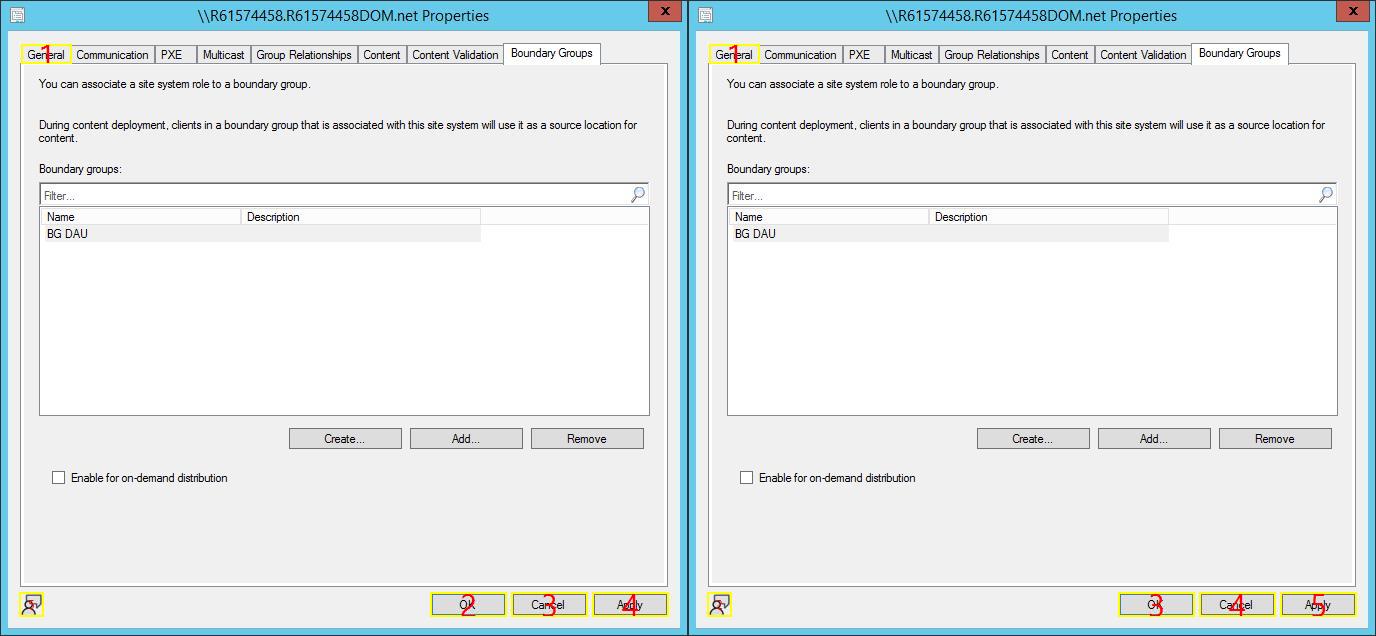 \\R61574458.R61574458DOM.net Properties
x
General Communication PXE Multicast Group Relationships Content Content Validation Boundary Groups
1
You can associate a site system role to a boundary group.
During content deployment, clients in a boundary group that is associated with this site system will use it as a source location for
content.
Boundary groups:
Filter...
Name Description
BG DAU
Create... Add... Remove
Enable for on-demand distribution
OK Cancel Apply
2 3 4
\\R61574458.R61574458DOM.net Properties
x
General Communication PXE Multicast Group Relationships Content Content Validation Boundary Groups
1
You can associate a site system role to a boundary group.
During content deployment, clients in a boundary group that is associated with this site system will use it as a source location for
content.
Boundary groups:
Filter...
Name Description
BG DAU
Create... Add... Remove
Enable for on-demand distribution
OK Cancel Apply
3 4 5